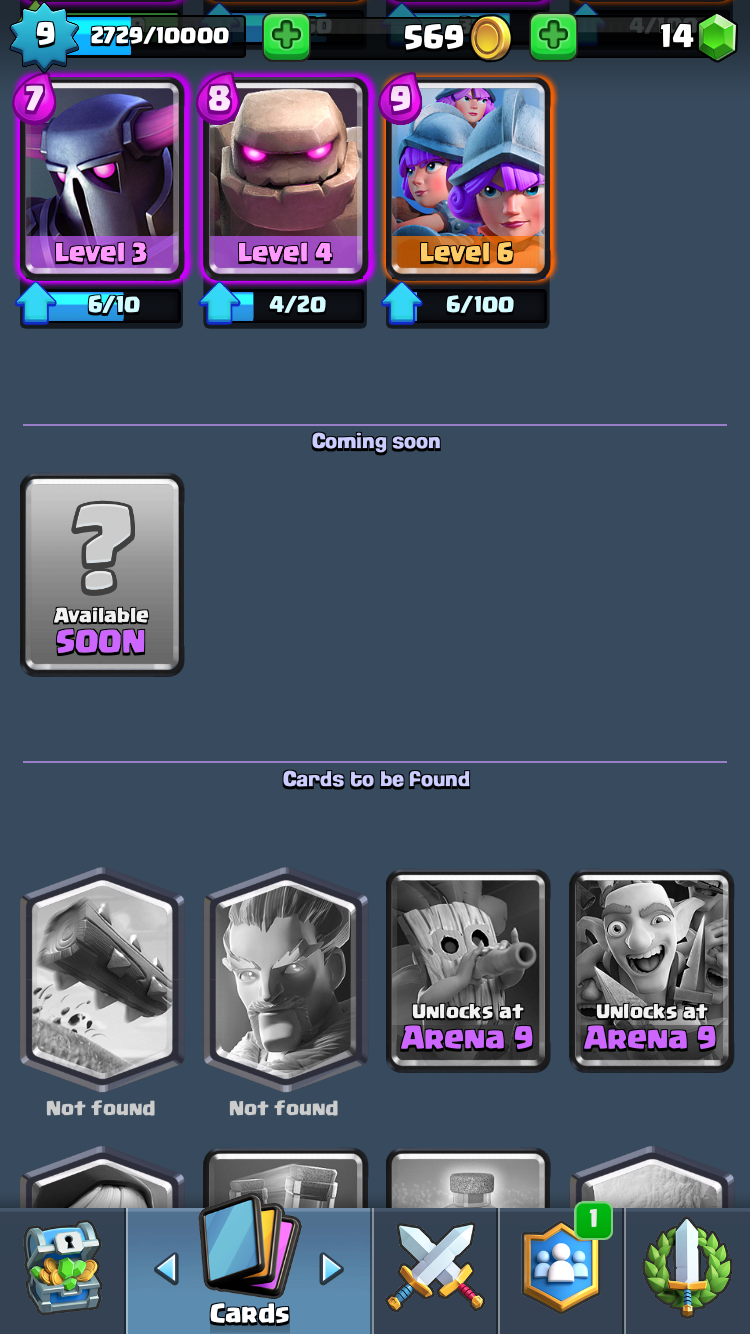 9
2729/10000
569
14
7
8
9
Level 3
Level 4
Level 6
6/10
4/20
6/100
Coming soon
?
Available
SOON
Cards to be found
Unlocks at
Arena 9
Unlocks at
Arena 9
Not found
Not found
1
Cards